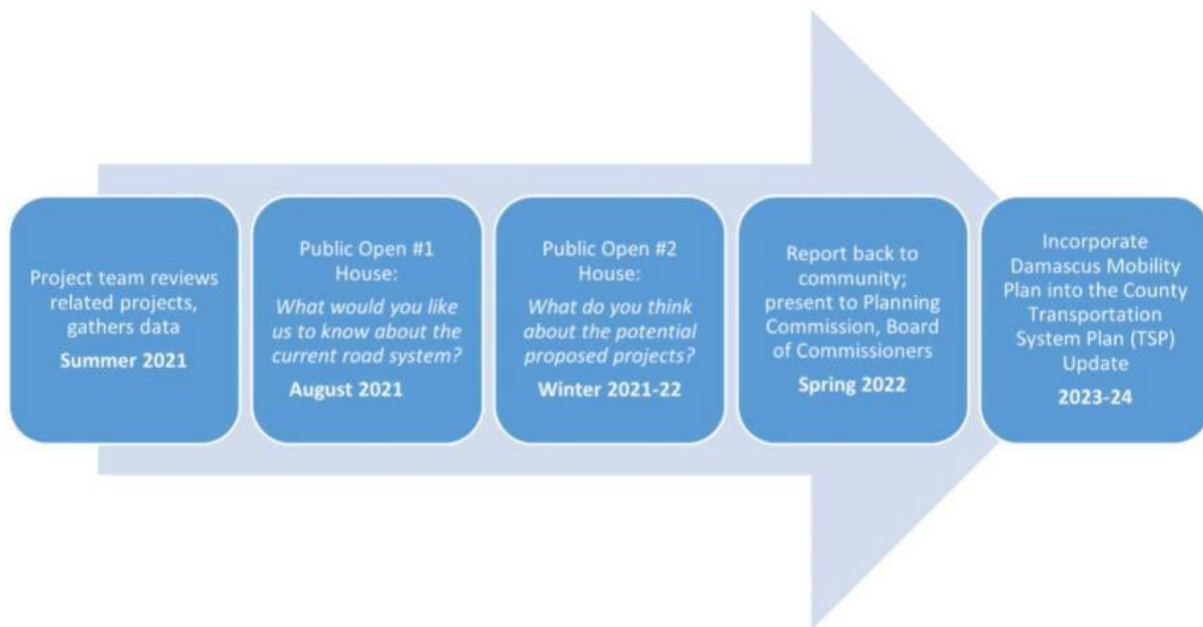 Project team reviews
related projects,
gathers data
Summer 2021
Public Open #1
House:
What would you like
us to know about the
current road system?
August 2021
Public Open #2
House:
What do you think
about the potential
proposed projects?
Winter 2021-22
Report back to
community;
present to Planning
Commission, Board
of Commissioners
Spring 2022
Incorporate
Damascus Mobility
Plan into the County
Transportation
System Plan (TSP)
Update
2023-24